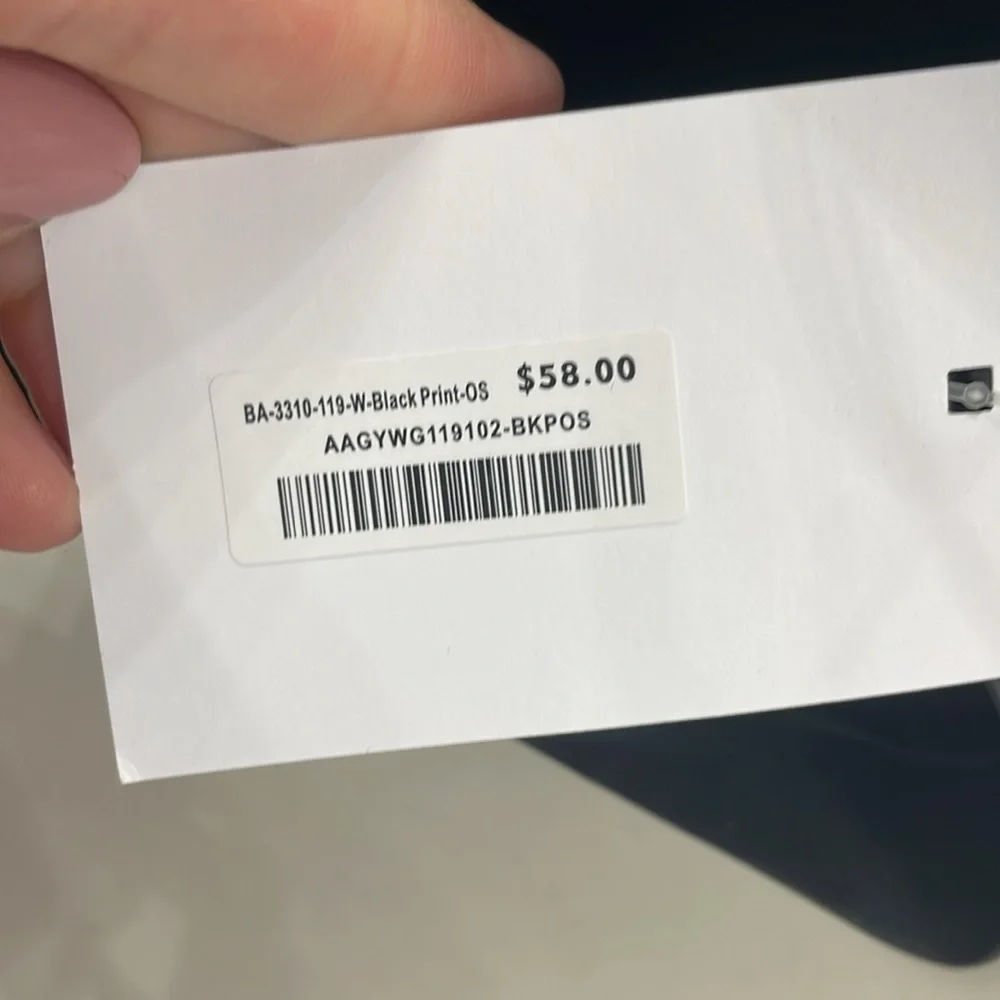 BA-3310-119-W-Black Print-OS $58.00
AAGYWG119102-BKPOS